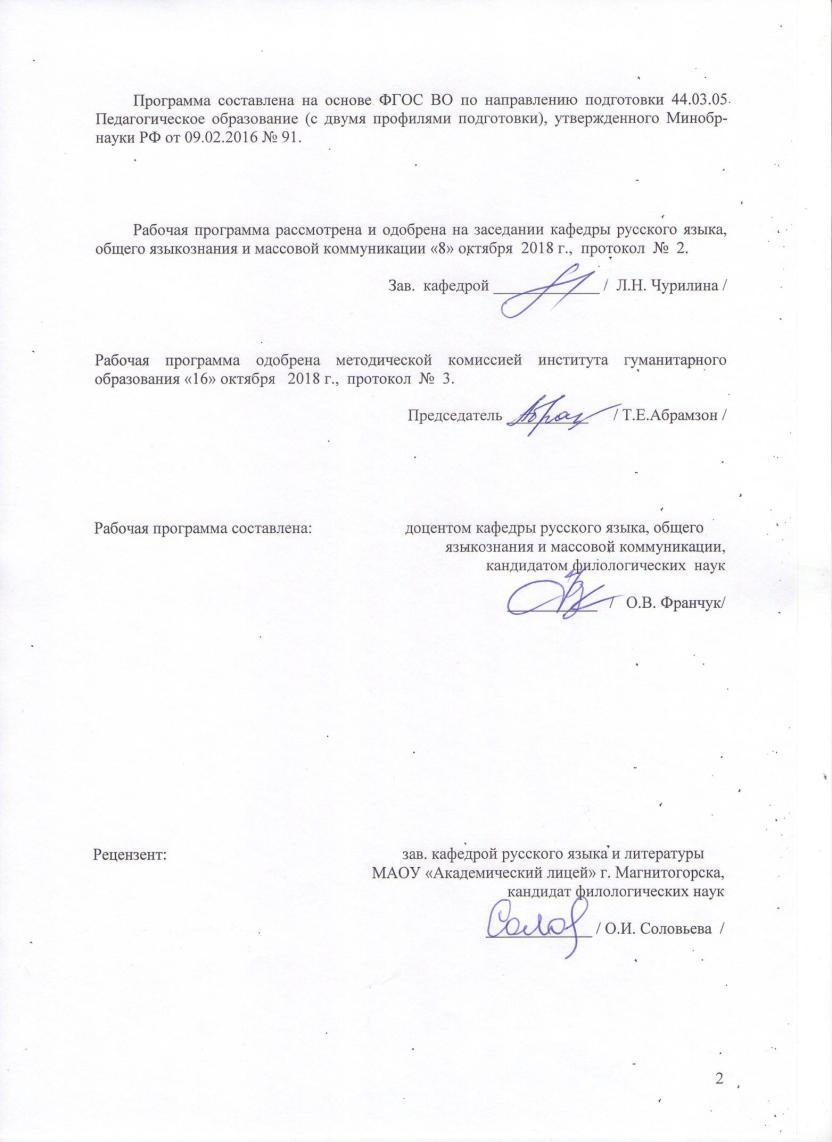 Программа составлена на основе ФГОС ВО по направлению подготовки 44.03.05
Педагогическое образование (с двумя профилями подготовки), утвержденного Минобр-
науки РФ от 09.02.2016 № 91.
Рабочая программа рассмотрена и одобрена на заседании кафедры русского языка,
общего языкознания и массовой коммуникации «8» октября 2018 г., протокол № 2.
Зав. кафедрой _____________ / Л.Н. Чурилина /
Рабочая программа одобрена методической комиссией института гуманитарного
образования «16» октября 2018 г., протокол № 3.
Председатель __________ / Т.Е.Абрамзон /
Рабочая программа составлена: доцентом кафедры русского языка, общего
языкознания и массовой коммуникации,
кандидатом филологических наук
___________ / О.В. Франчук/
Рецензент: зав. кафедрой русского языка и литературы
МАОУ «Академический лицей» г. Магнитогорска,
кандидат филологических наук
_____________ / О.И. Соловьева /
2